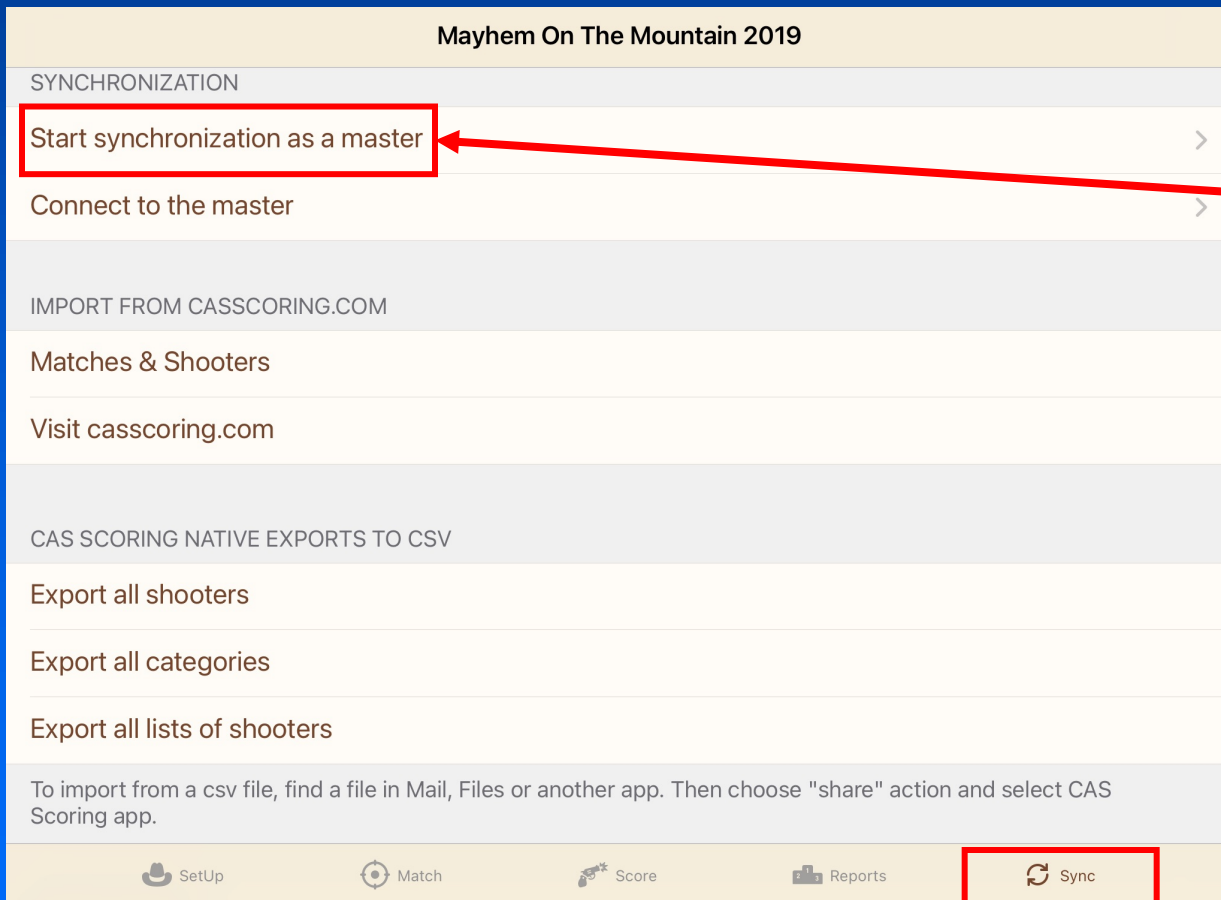 Mayhem On The Mountain 2019
SYNCHRONIZATION
Start synchronization as a master
Connect to the master
IMPORT FROM CASSCORING.COM
Matches & Shooters
Visit casscoring.com
CAS SCORING NATIVE EXPORTS TO CSV
Export all shooters
Export all categories
Export all lists of shooters
To import from a csv file, find a file in Mail, Files or another app. Then choose "share" action and select CAS
Scoring app.
SetUp Match Score Reports Sync